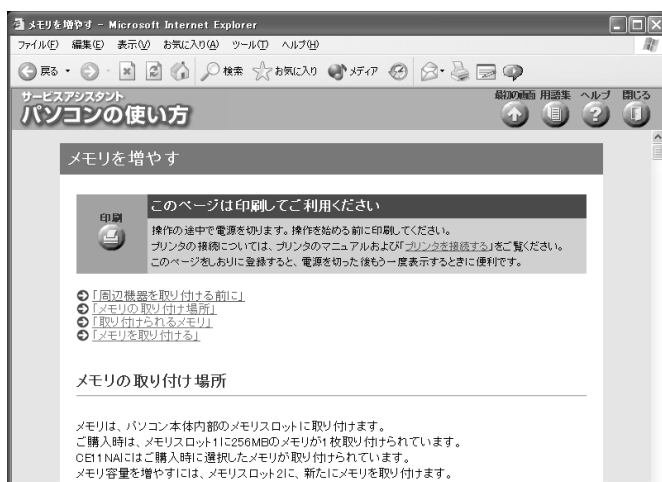 メモリを増やす - Microsoft Internet Explorer
ファイル(F) 編集(E) 表示(V) お気に入り(A) ツール(T) ヘルプ(H)
戻る 検索 お気に入り メディア
サービスアシスタント
パソコンの使い方
最初の画面 用語集 ヘルプ 閉じる
メモリを増やす
印刷
このページは印刷してご利用ください
操作の途中で電源を切ります。操作を始める前に印刷してください。
プリンタの接続については、プリンタのマニュアルおよび「プリンタを接続する」をご覧ください。
このページをしおりに登録すると、電源を切った後もう一度表示するときに便利です。
「周辺機器を取り付ける前に」
「メモリの取り付け場所」
「取り付けられるメモリ」
「メモリを取り付ける」
メモリの取り付け場所
メモリは、パソコン本体内部のメモリスロットに取り付けます。
ご購入時は、メモリスロット1に256MBのメモリが1枚取り付けられています。
CE11NAにはご購入時に選択したメモリが取り付けられています。
メモリ容量を増やすには、メモリスロット2に、新たにメモリを取り付けます。